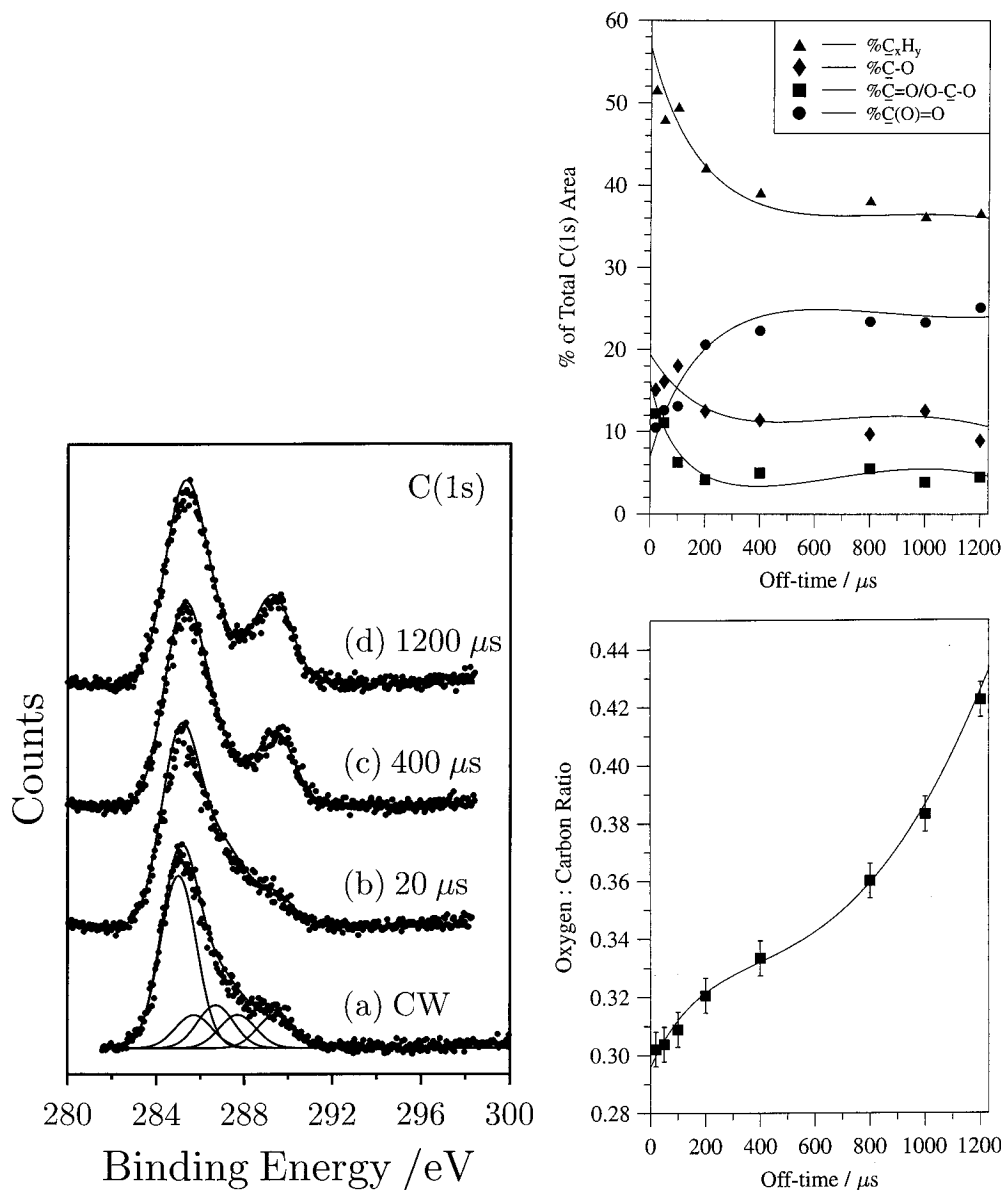 C(1s)
(d) 1200 μs
(c) 400 μs
(b) 20 μs
(a) CW
Counts
280 284 288 292 296 300
Binding Energy /eV
%C̲ₓHᵧ
%C̲-O
%C̲=O/O-C̲-O
%C̲(O)=O
% of Total C(1s) Area
60
50
40
30
20
10
0
0 200 400 600 800 1000 1200
Off-time / μs
Oxygen : Carbon Ratio
0.44
0.42
0.40
0.38
0.36
0.34
0.32
0.30
0.28
0 200 400 600 800 1000 1200
Off-time / μs